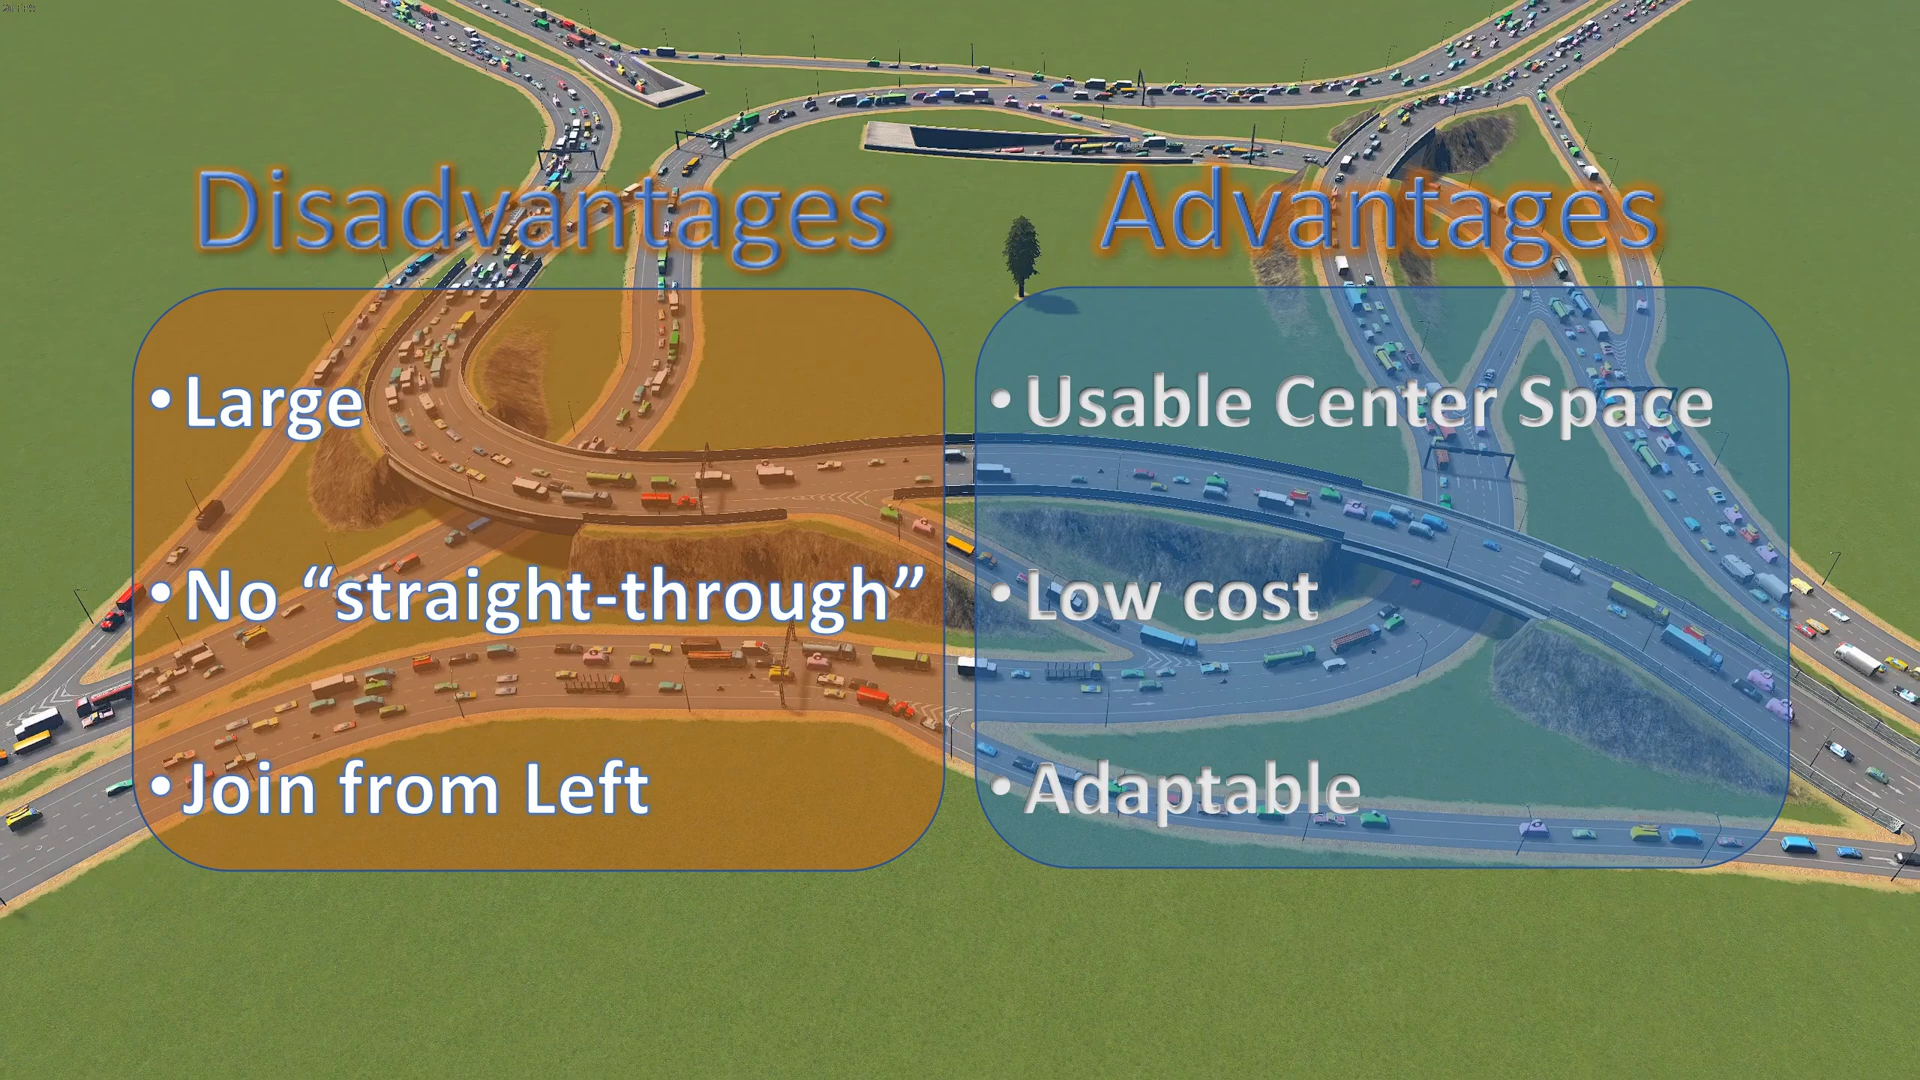 Disadvantages
• Large
• No “straight-through”
• Join from Left
Advantages
• Usable Center Space
• Low cost
• Adaptable